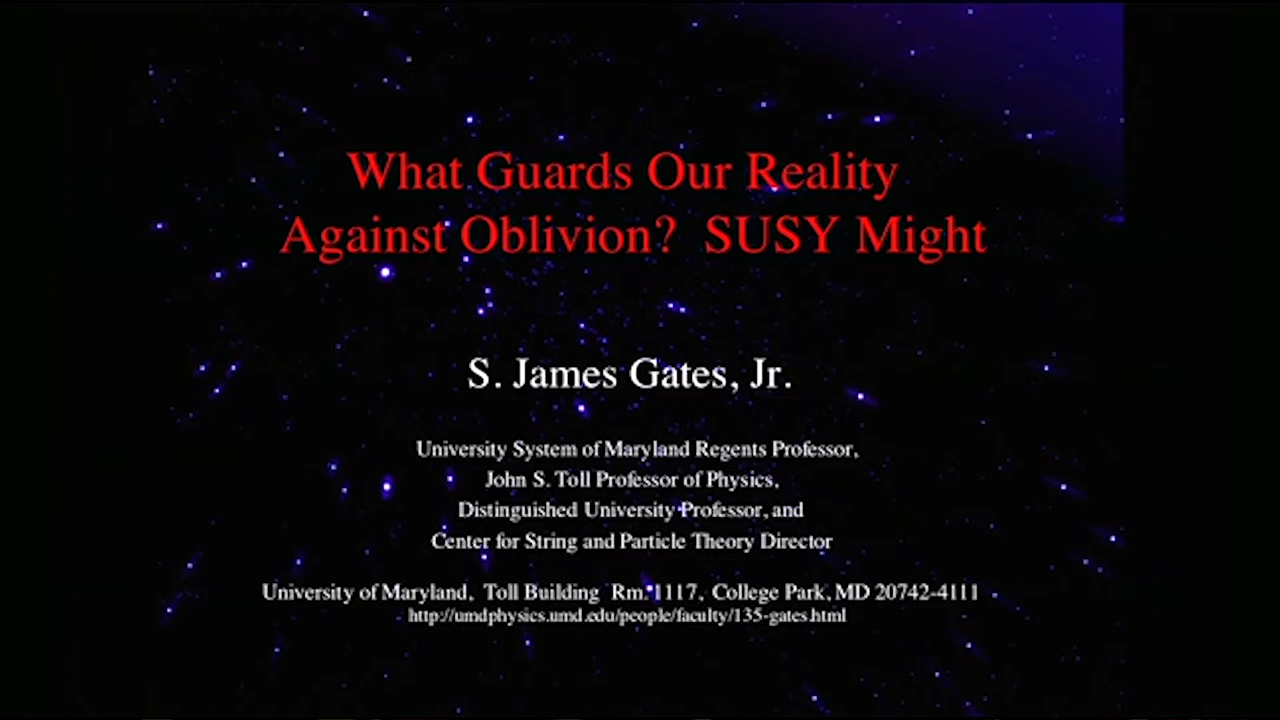 What Guards Our Reality
Against Oblivion? SUSY Might
S. James Gates, Jr.
University System of Maryland Regents Professor,
John S. Toll Professor of Physics,
Distinguished University Professor, and
Center for String and Particle Theory Director
University of Maryland, Toll Building Rm. 1117, College Park, MD 20742-4111
http://umdphysics.umd.edu/people/faculty/135-gates.html